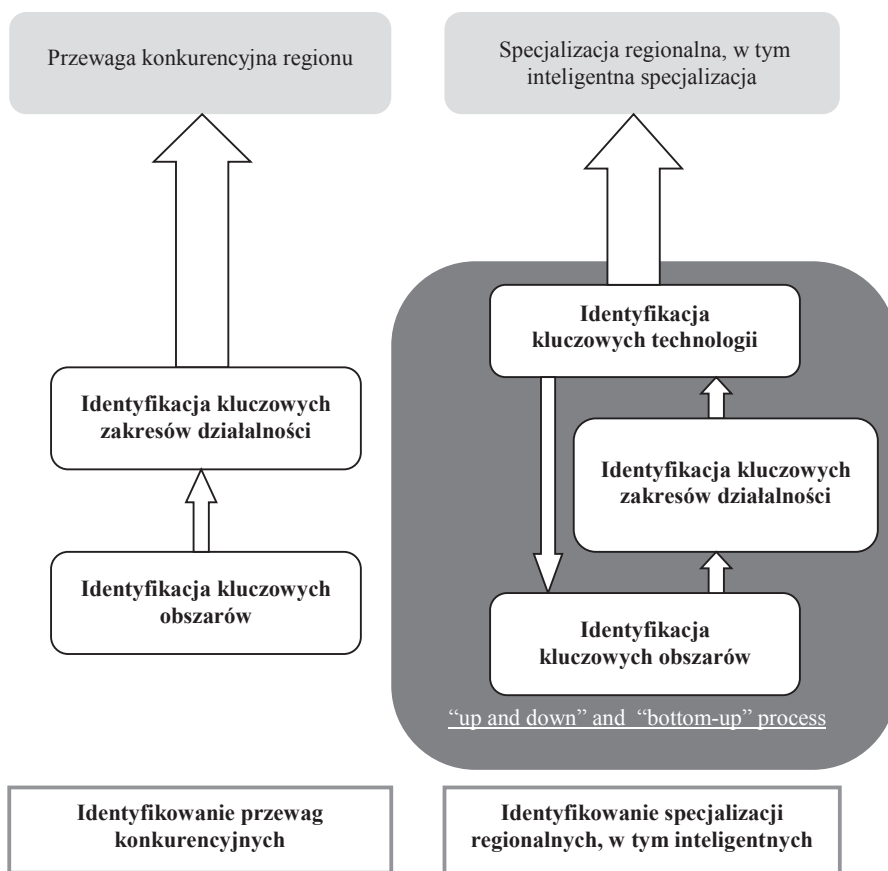 Przewaga konkurencyjna regionu
Identyfikacja kluczowych
zakresów działalności
Identyfikacja kluczowych
obszarów
Identyfikowanie przewag
konkurencyjnych
Specjalizacja regionalna, w tym
inteligentna specjalizacja
Identyfikacja
kluczowych technologii
Identyfikacja kluczowych
zakresów działalności
Identyfikacja
kluczowych obszarów
“up and down” and “bottom-up” process
Identyfikowanie specjalizacji
regionalnych, w tym inteligentnych